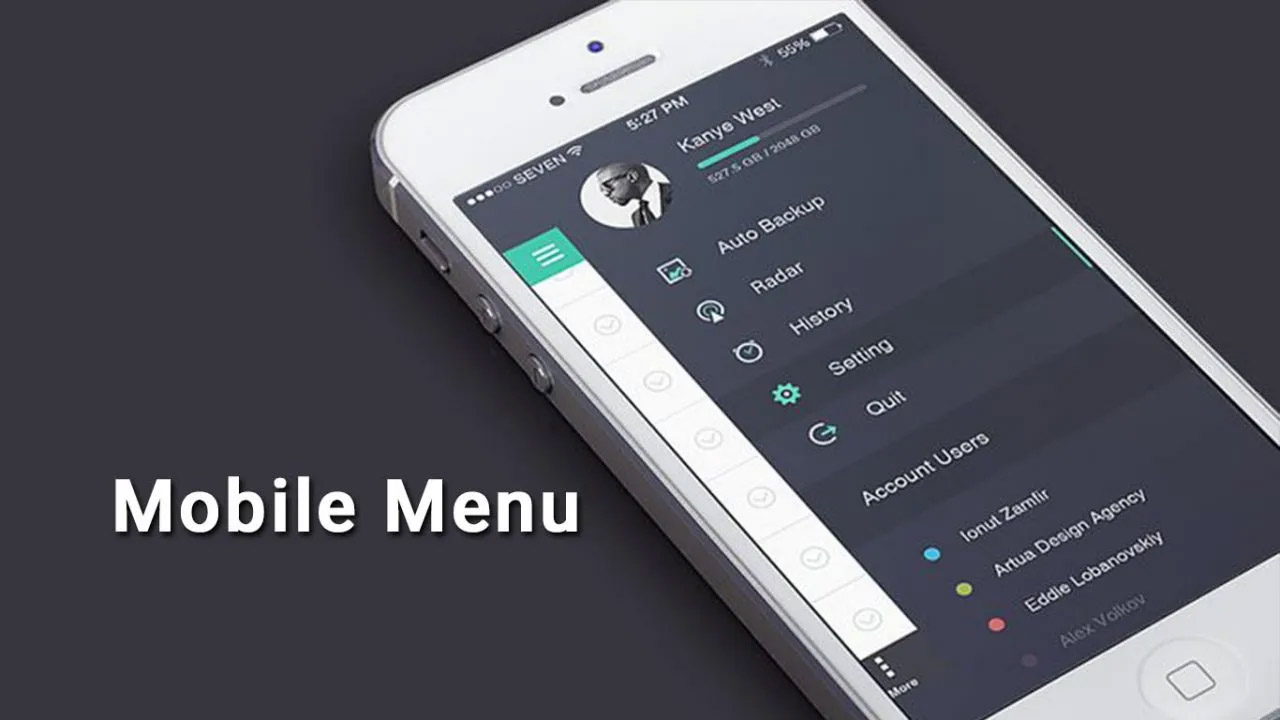 SEVEN
5:27 PM
55%
Kanye West
527.5 GB / 2048 GB
Auto Backup
Radar
History
Setting
Quit
Account Users
Ionut Zamfir
Artua Design Agency
Eddie Lobanovskiy
Alex Volkov
More
Mobile Menu